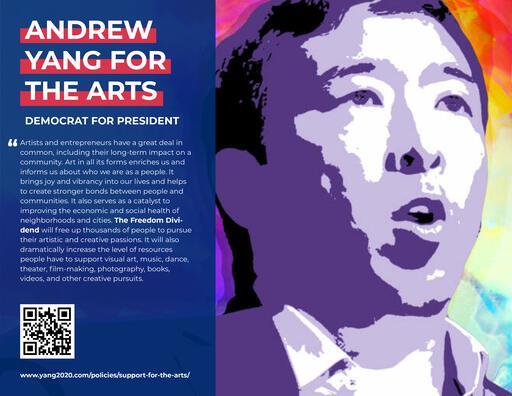 ANDREW
YANG FOR
THE ARTS
DEMOCRAT FOR PRESIDENT
“ Artists and entrepreneurs have a great deal in
common, including their long-term impact on a
community. Art in all its forms enriches us and
informs us about who we are as a people. It
brings joy and vibrancy into our lives and helps
to create stronger bonds between people and
communities. It also serves as a catalyst to
improving the economic and social health of
neighborhoods and cities. The Freedom Divi-
dend will free up thousands of people to pursue
their artistic and creative passions. It will also
dramatically increase the level of resources
people have to support visual art, music, dance,
theater, film-making, photography, books,
videos, and other creative pursuits.
www.yang2020.com/policies/support-for-the-arts/